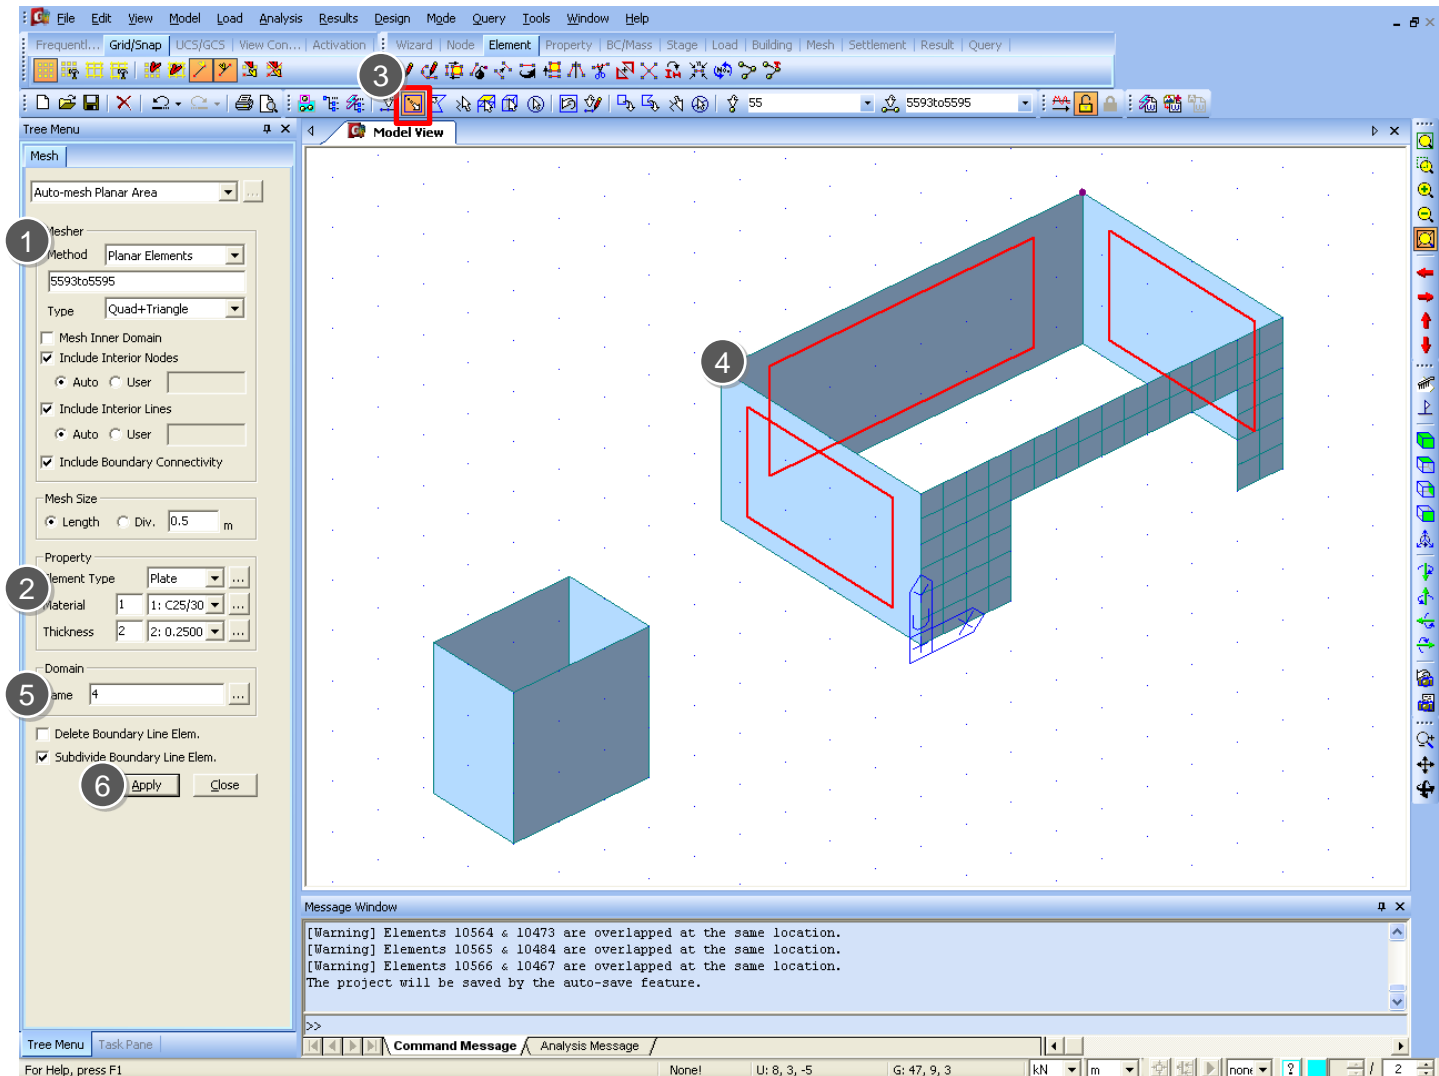 File Edit View Model Load Analysis Results Design Mode Query Tools Window Help
Frequentl... Grid/Snap UCS/GCS View Con... Activation Wizard Node Element Property BC/Mass Stage Load Building Mesh Settlement Result Query
3
55 5593to5595
Tree Menu
Model View
Mesh
Auto-mesh Planar Area
1
Mesher
Method Planar Elements
5593to5595
Type Quad+Triangle
Mesh Inner Domain
Include Interior Nodes
Auto User
Include Interior Lines
Auto User
Include Boundary Connectivity
Mesh Size
Length Div. 0.5 m
Property
2
Element Type Plate ...
Material 1 1: C25/30 ...
Thickness 2 2: 0.2500 ...
Domain
5
Name 4 ...
Delete Boundary Line Elem.
Subdivide Boundary Line Elem.
6
Apply Close
4
Message Window
[Warning] Elements 10564 & 10473 are overlapped at the same location.
[Warning] Elements 10565 & 10484 are overlapped at the same location.
[Warning] Elements 10566 & 10467 are overlapped at the same location.
The project will be saved by the auto-save feature.
>>
Tree Menu Task Pane
Command Message Analysis Message
For Help, press F1 None! U: 8, 3, -5 G: 47, 9, 3 kN m none ? / 2